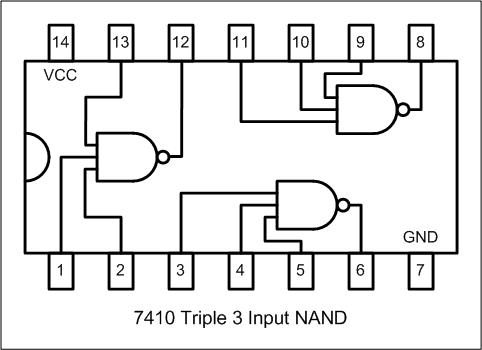 14 13 12 11 10 9 8
VCC
GND
1 2 3 4 5 6 7
7410 Triple 3 Input NAND